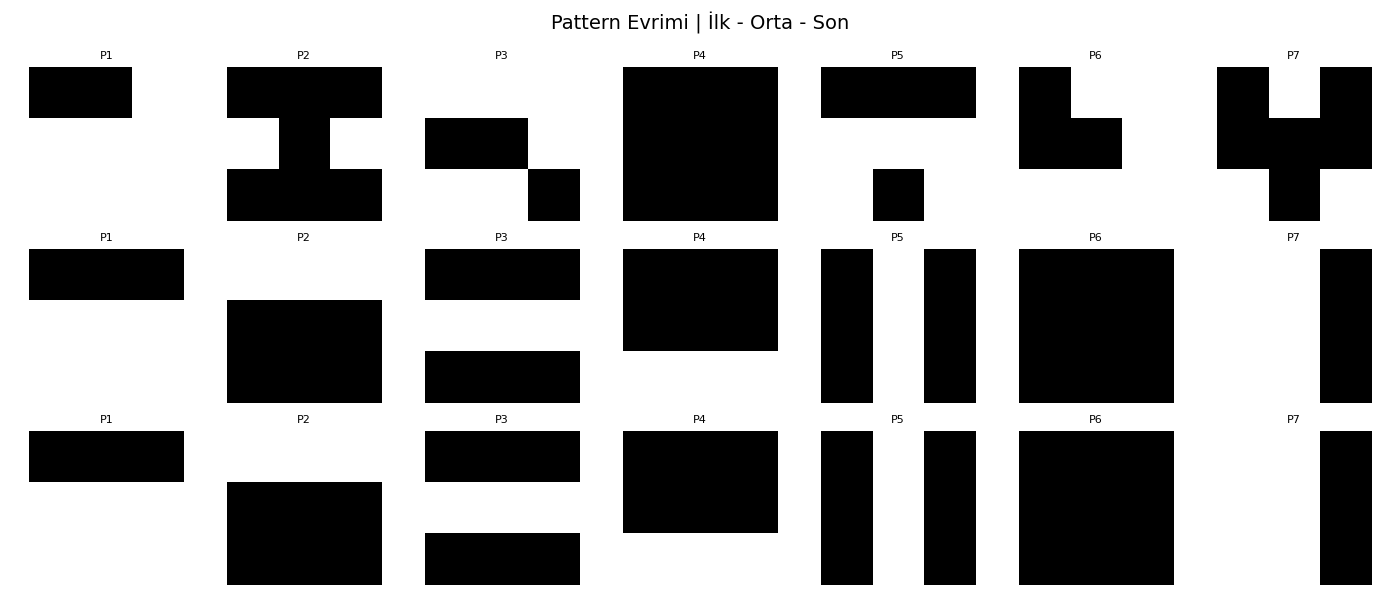 Pattern Evrimi | İlk - Orta - Son
P1 P2 P3 P4 P5 P6 P7
P1 P2 P3 P4 P5 P6 P7
P1 P2 P3 P4 P5 P6 P7